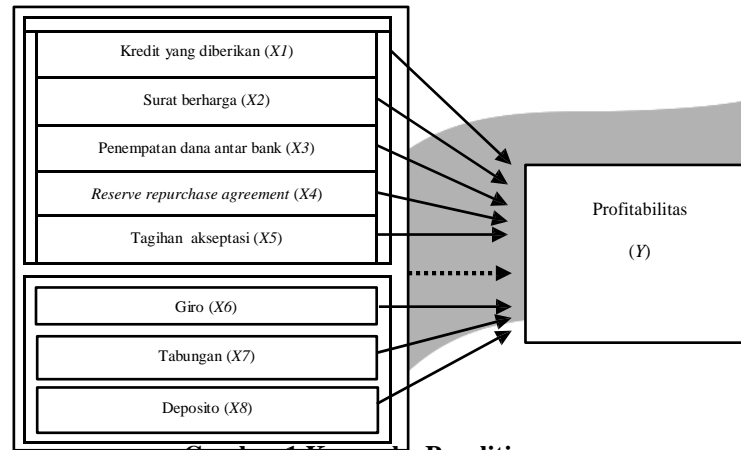 Kredit yang diberikan (X1)
Surat berharga (X2)
Penempatan dana antar bank (X3)
Reserve repurchase agreement (X4)
Tagihan akseptasi (X5)
Giro (X6)
Tabungan (X7)
Deposito (X8)
Profitabilitas
(Y)